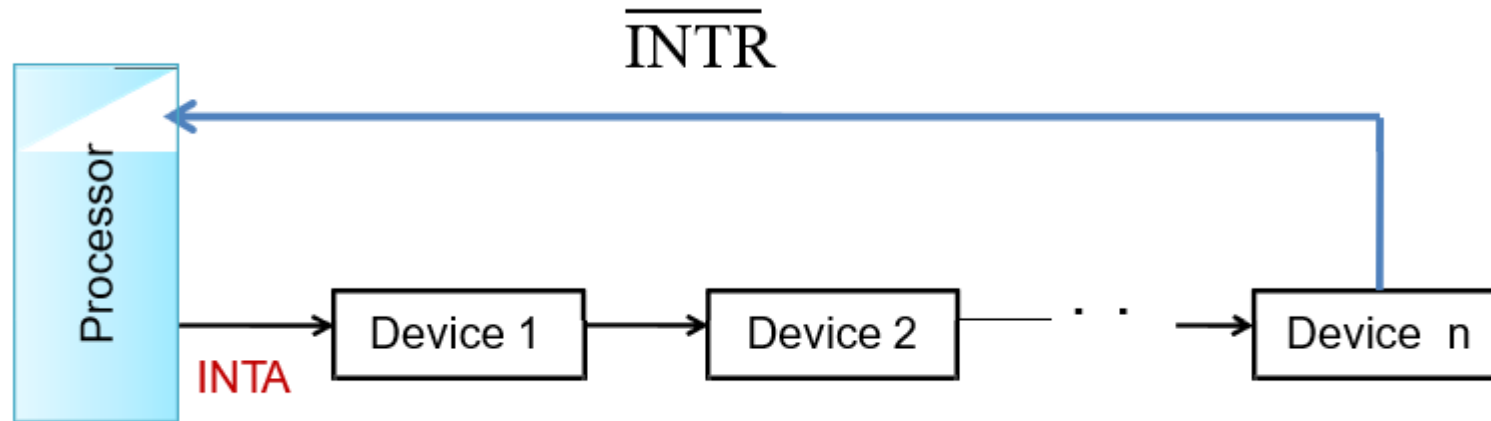 INTR
Processor
Device 1
Device 2
. .
Device n
INTA